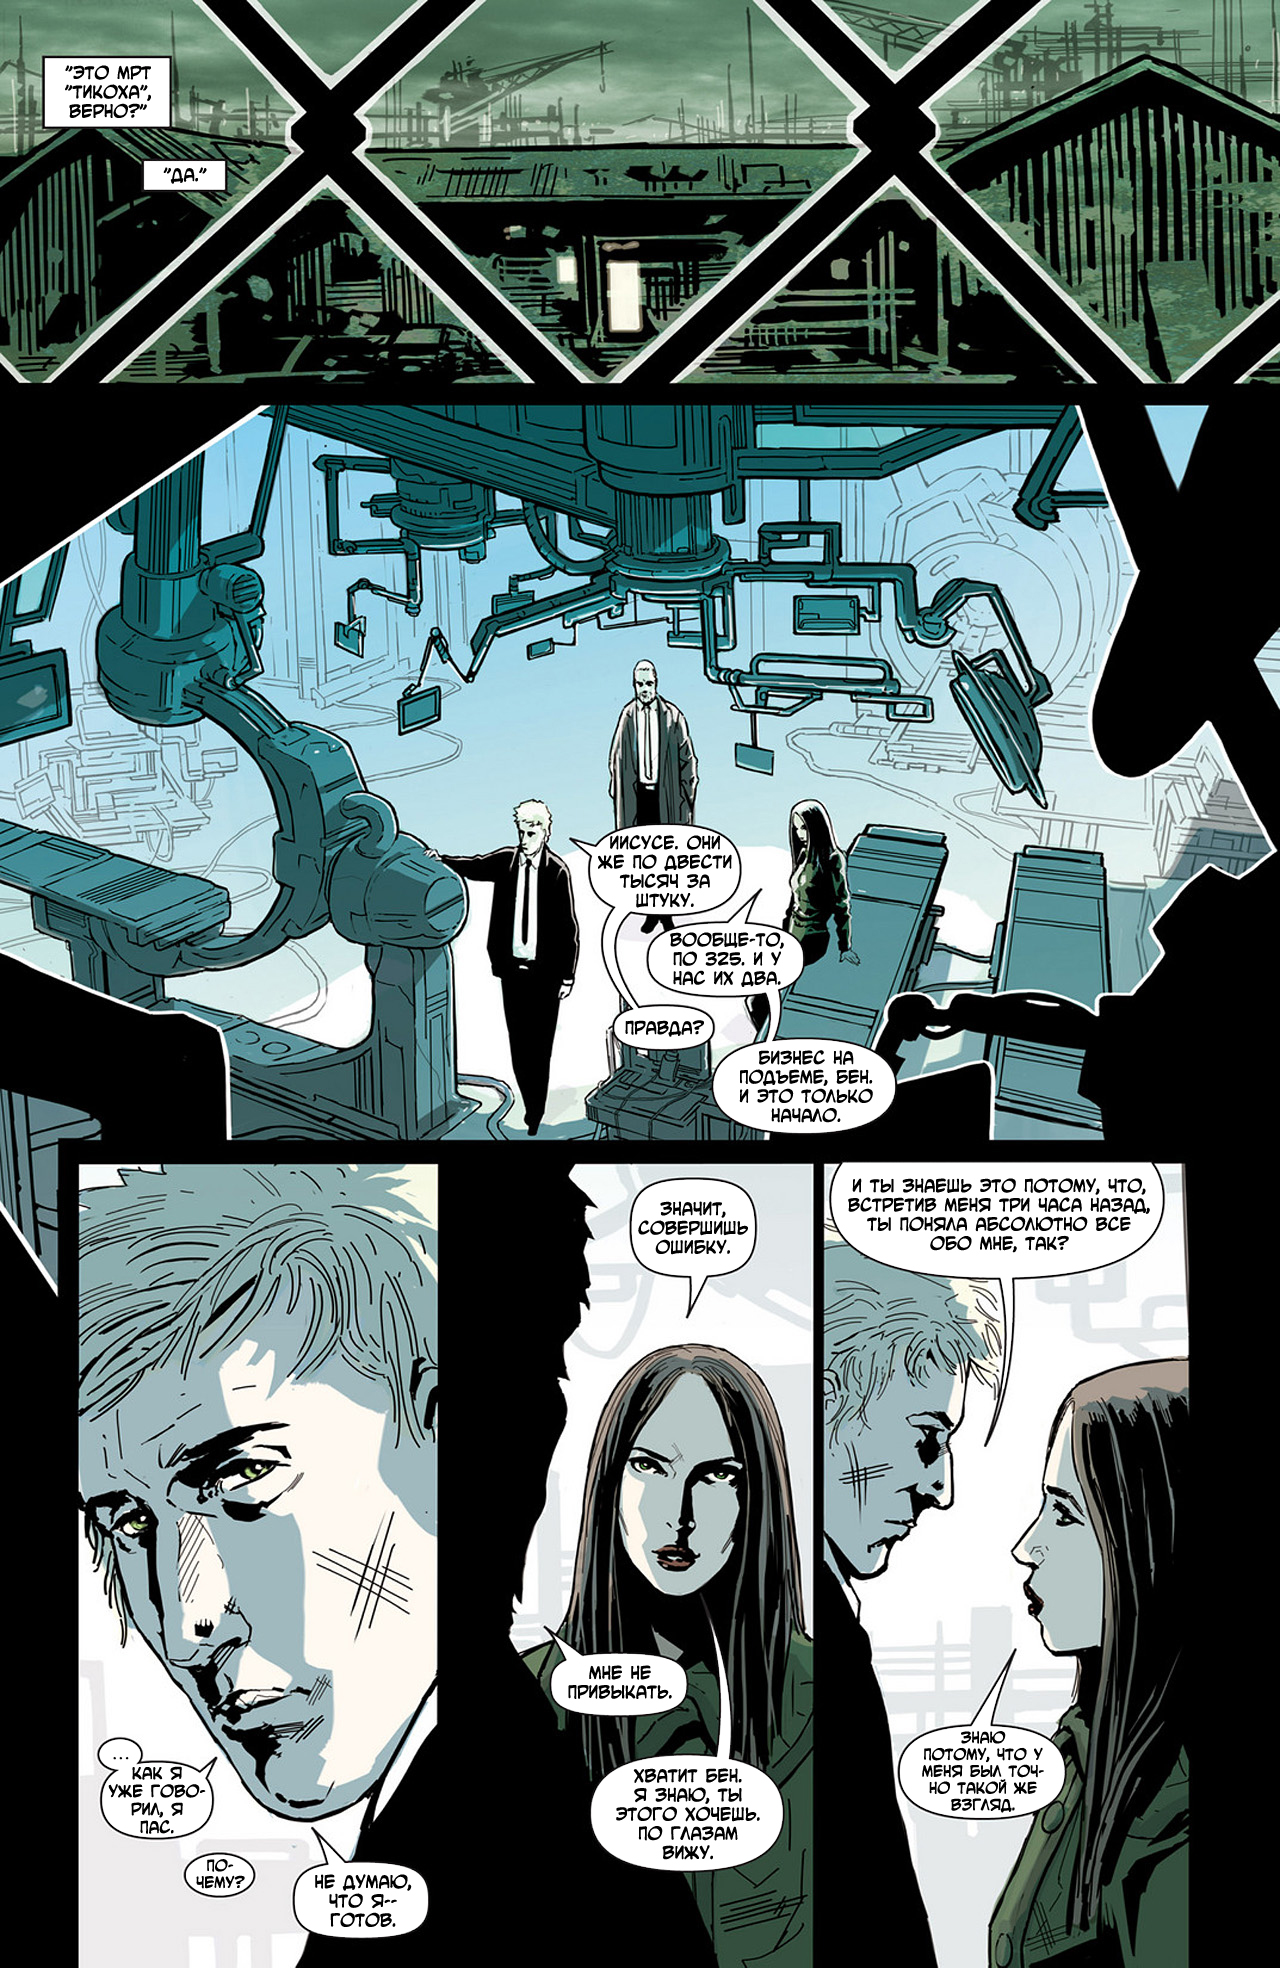 "ЭТО МРТ
"ТИКОХА",
ВЕРНО?"
"ДА."
ИИСУСЕ. ОНИ
ЖЕ ПО ДВЕСТИ
ТЫСЯЧ ЗА
ШТУКУ.
ВООБЩЕ-ТО,
ПО 325. И У
НАС ИХ ДВА.
ПРАВДА?
БИЗНЕС НА
ПОДЪЕМЕ, БЕН.
И ЭТО ТОЛЬКО
НАЧАЛО.
...
КАК Я
УЖЕ ГОВО-
РИЛ, Я
ПАС.
ПО-
ЧЕМУ?
НЕ ДУМАЮ,
ЧТО Я--
ГОТОВ.
ЗНАЧИТ,
СОВЕРШИШЬ
ОШИБКУ.
МНЕ НЕ
ПРИВЫКАТЬ.
ХВАТИТ БЕН.
Я ЗНАЮ, ТЫ
ЭТОГО ХОЧЕШЬ.
ПО ГЛАЗАМ
ВИЖУ.
И ТЫ ЗНАЕШЬ ЭТО ПОТОМУ, ЧТО,
ВСТРЕТИВ МЕНЯ ТРИ ЧАСА НАЗАД,
ТЫ ПОНЯЛА АБСОЛЮТНО ВСЕ
ОБО МНЕ, ТАК?
ЗНАЮ
ПОТОМУ, ЧТО У
МЕНЯ БЫЛ ТОЧ-
НО ТАКОЙ ЖЕ
ВЗГЛЯД.